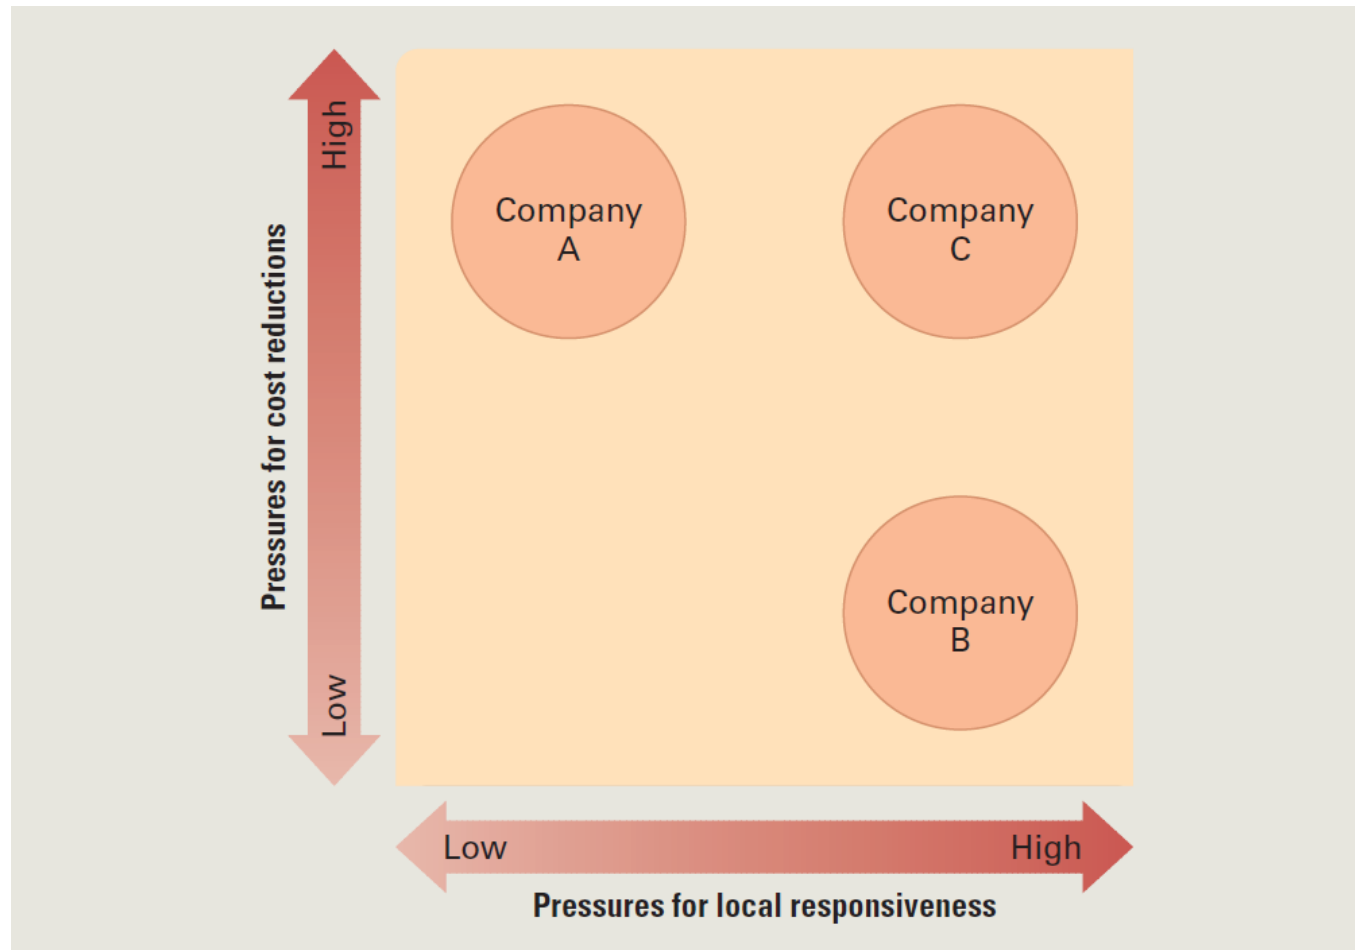 High
Pressures for cost reductions
Low
Company
A
Company
C
Company
B
Low
High
Pressures for local responsiveness